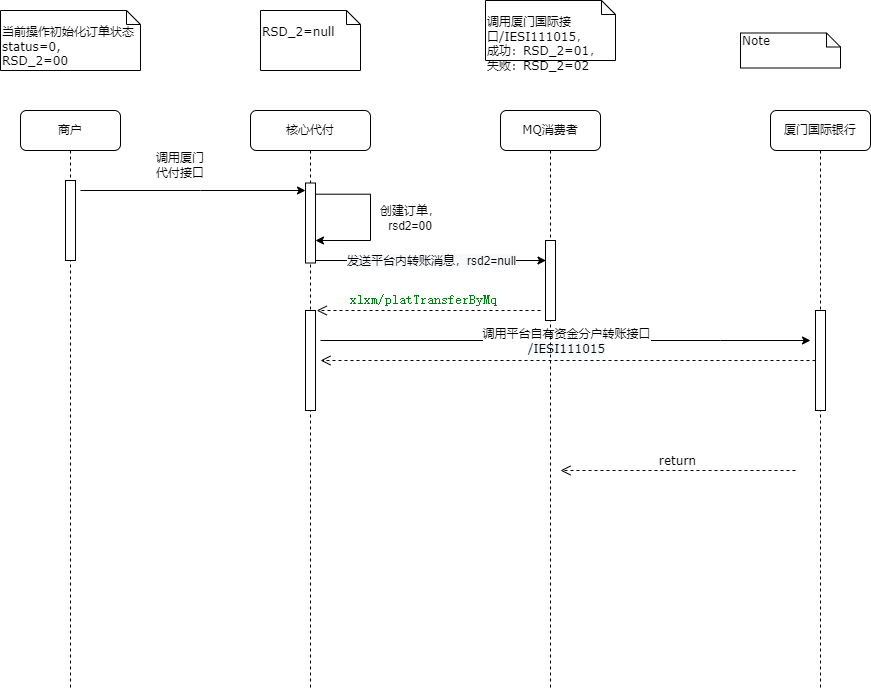 当前操作初始化订单状态
status=0,
RSD_2=00
RSD_2=null
调用厦门国际接
口/IESI111015,
成功：RSD_2=01，
失败：RSD_2=02
Note
商户
核心代付
MQ消费者
厦门国际银行
调用厦门
代付接口
创建订单，
rsd2=00
发送平台内转账消息，rsd2=null
xlxm/platTransferByMq
调用平台自有资金分户转账接口
/IESI111015
return